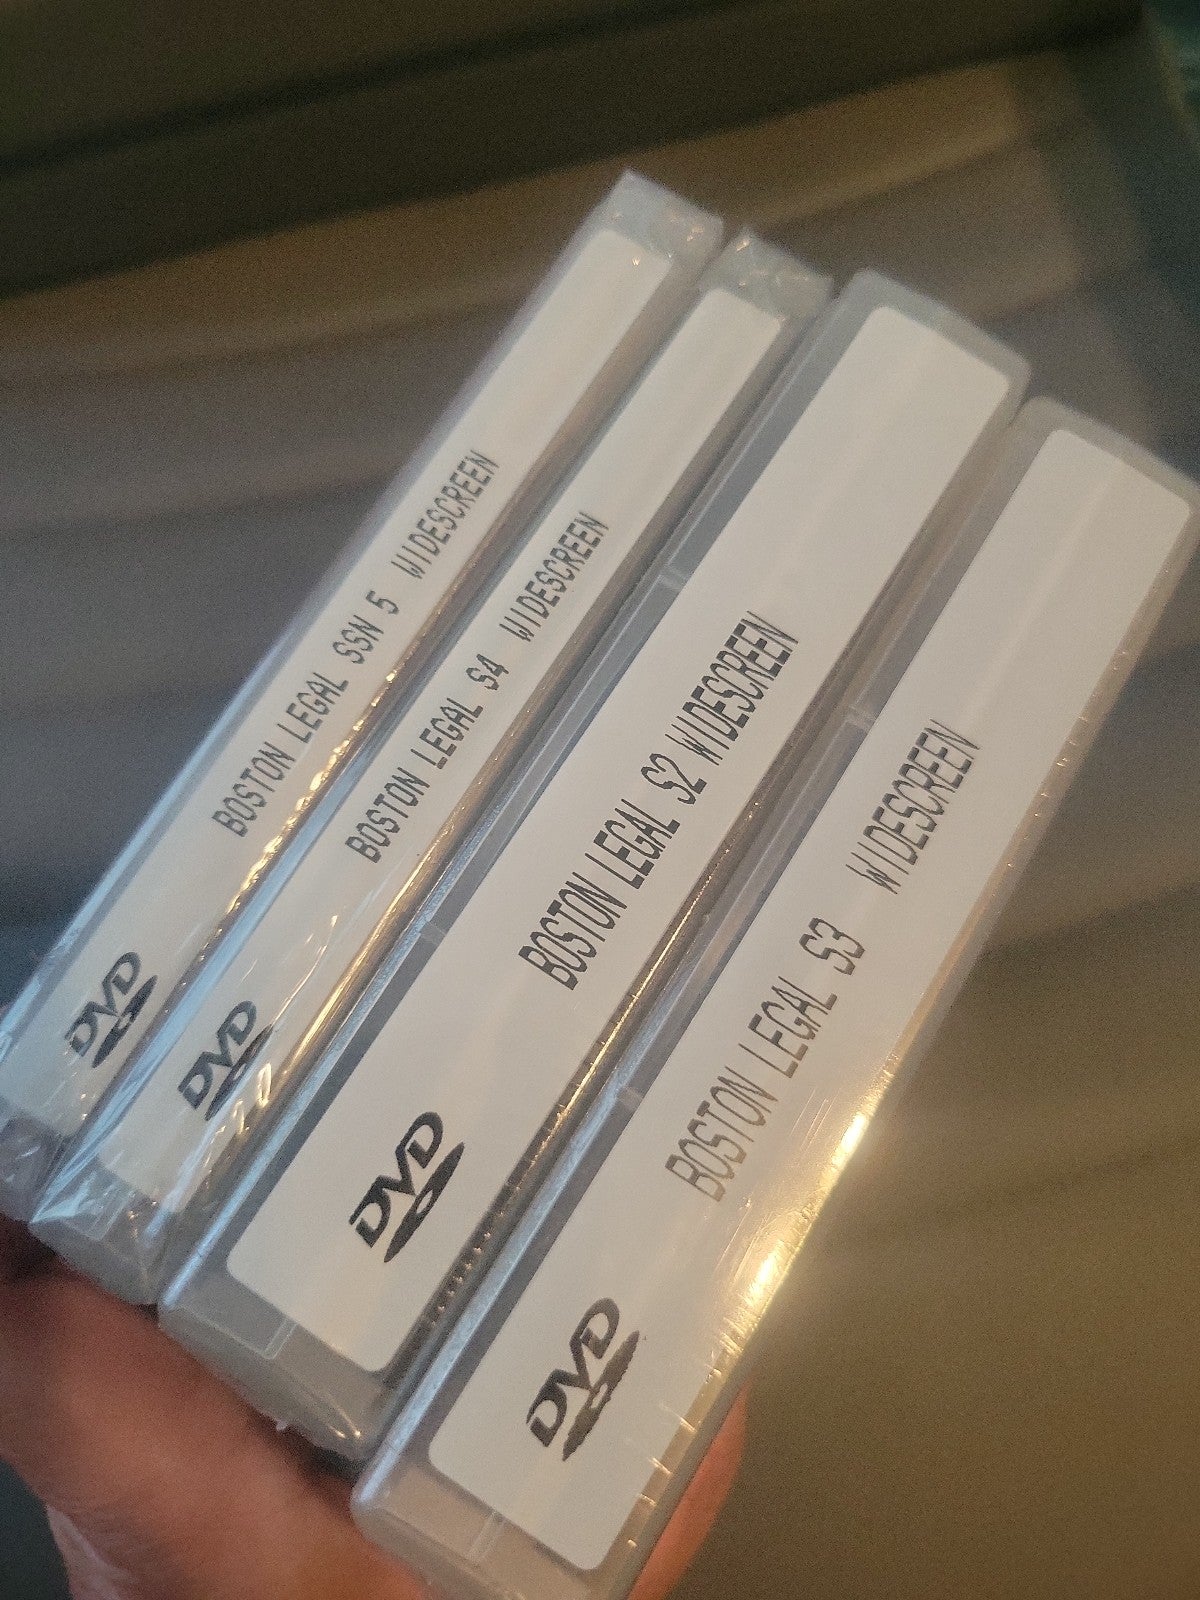 DVD BOSTON LEGAL SSN 5 WIDESCREEN
DVD BOSTON LEGAL S4 WIDESCREEN
DVD BOSTON LEGAL S2 WIDESCREEN
DVD BOSTON LEGAL S3 WIDESCREEN